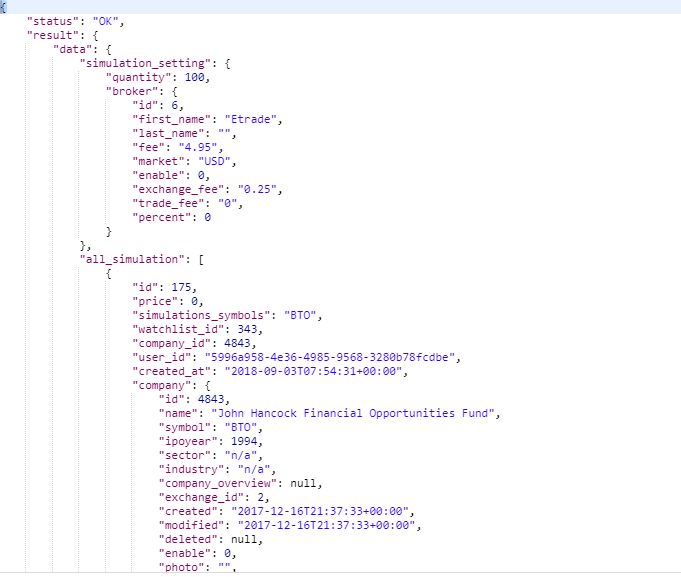 {
"status": "OK",
"result": {
"data": {
"simulation_setting": {
"quantity": 100,
"broker": {
"id": 6,
"first_name": "Etrade",
"last_name": "",
"fee": "4.95",
"market": "USD",
"enable": 0,
"exchange_fee": "0.25",
"trade_fee": "0",
"percent": 0
}
},
"all_simulation": [
{
"id": 175,
"price": 0,
"simulations_symbols": "BTO",
"watchlist_id": 343,
"company_id": 4843,
"user_id": "5996a958-4e36-4985-9568-3280b78fcdbe",
"created_at": "2018-09-03T07:54:31+00:00",
"company": {
"id": 4843,
"name": "John Hancock Financial Opportunities Fund",
"symbol": "BTO",
"ipoyear": 1994,
"sector": "n/a",
"industry": "n/a",
"company_overview": null,
"exchange_id": 2,
"created": "2017-12-16T21:37:33+00:00",
"modified": "2017-12-16T21:37:33+00:00",
"deleted": null,
"enable": 0,
"photo": "",